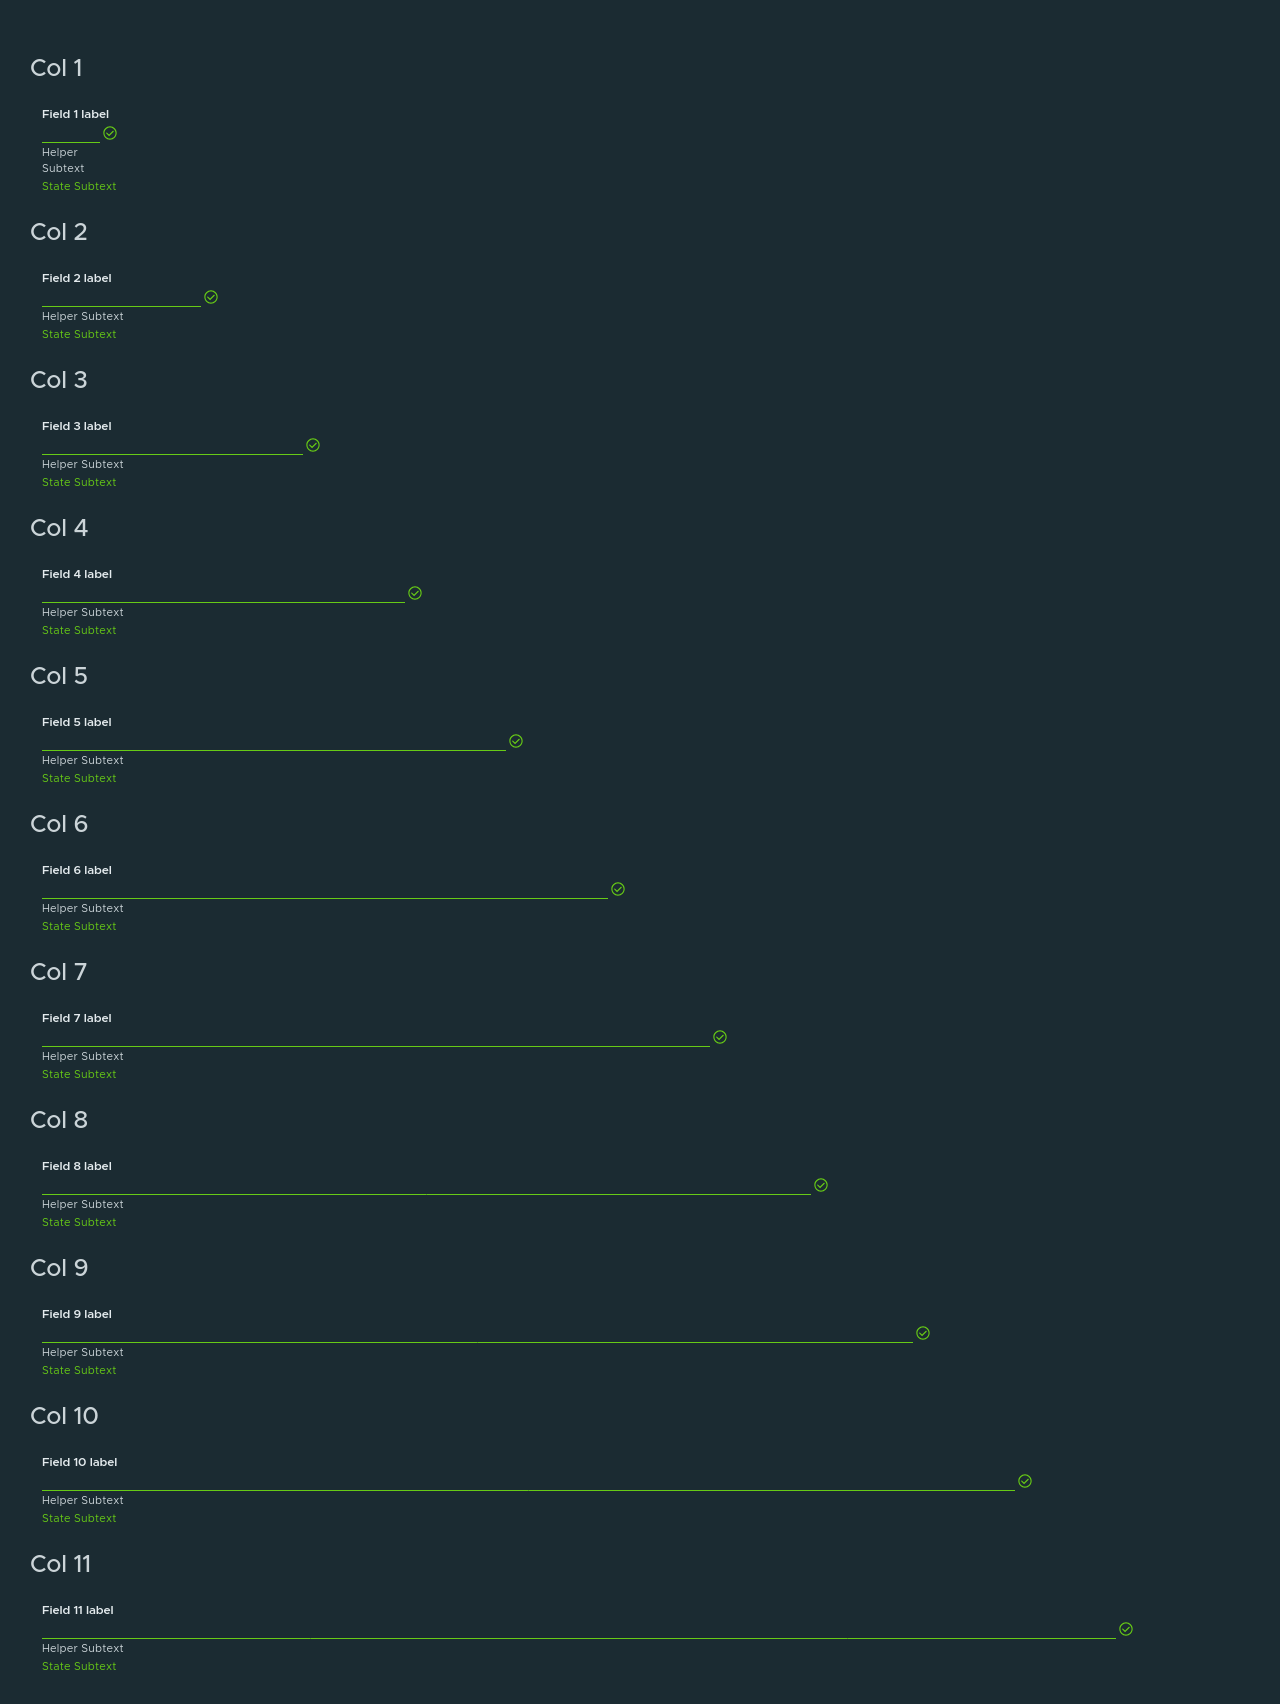 Col 1
Field 1 label
Helper
Subtext
State Subtext
Col 2
Field 2 label
Helper Subtext
State Subtext
Col 3
Field 3 label
Helper Subtext
State Subtext
Col 4
Field 4 label
Helper Subtext
State Subtext
Col 5
Field 5 label
Helper Subtext
State Subtext
Col 6
Field 6 label
Helper Subtext
State Subtext
Col 7
Field 7 label
Helper Subtext
State Subtext
Col 8
Field 8 label
Helper Subtext
State Subtext
Col 9
Field 9 label
Helper Subtext
State Subtext
Col 10
Field 10 label
Helper Subtext
State Subtext
Col 11
Field 11 label
Helper Subtext
State Subtext